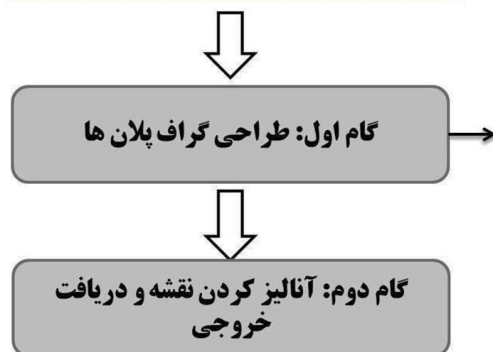 گام اول: طراحی گراف پلان ها
گام دوم: آنالیز کردن نقشه و دریافت
خروجی